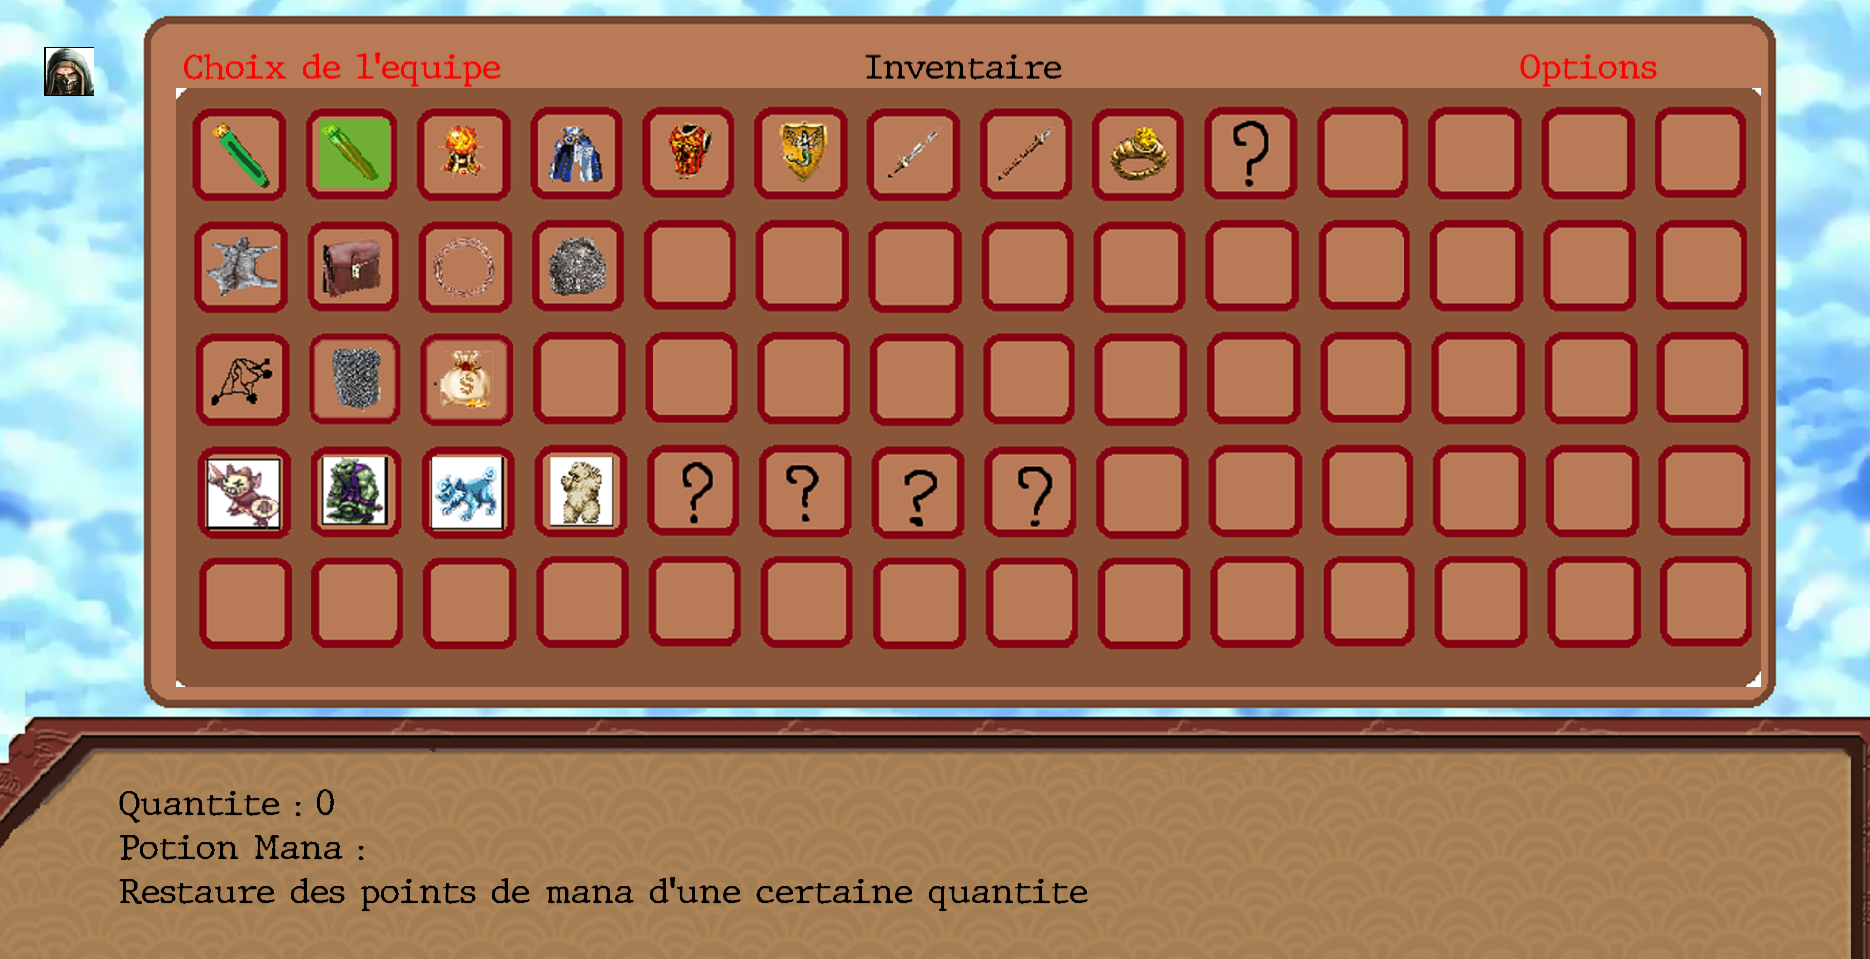 Choix de l'equipe
Inventaire
Options
?
$
? ? ? ?
Quantite : 0
Potion Mana :
Restaure des points de mana d'une certaine quantite